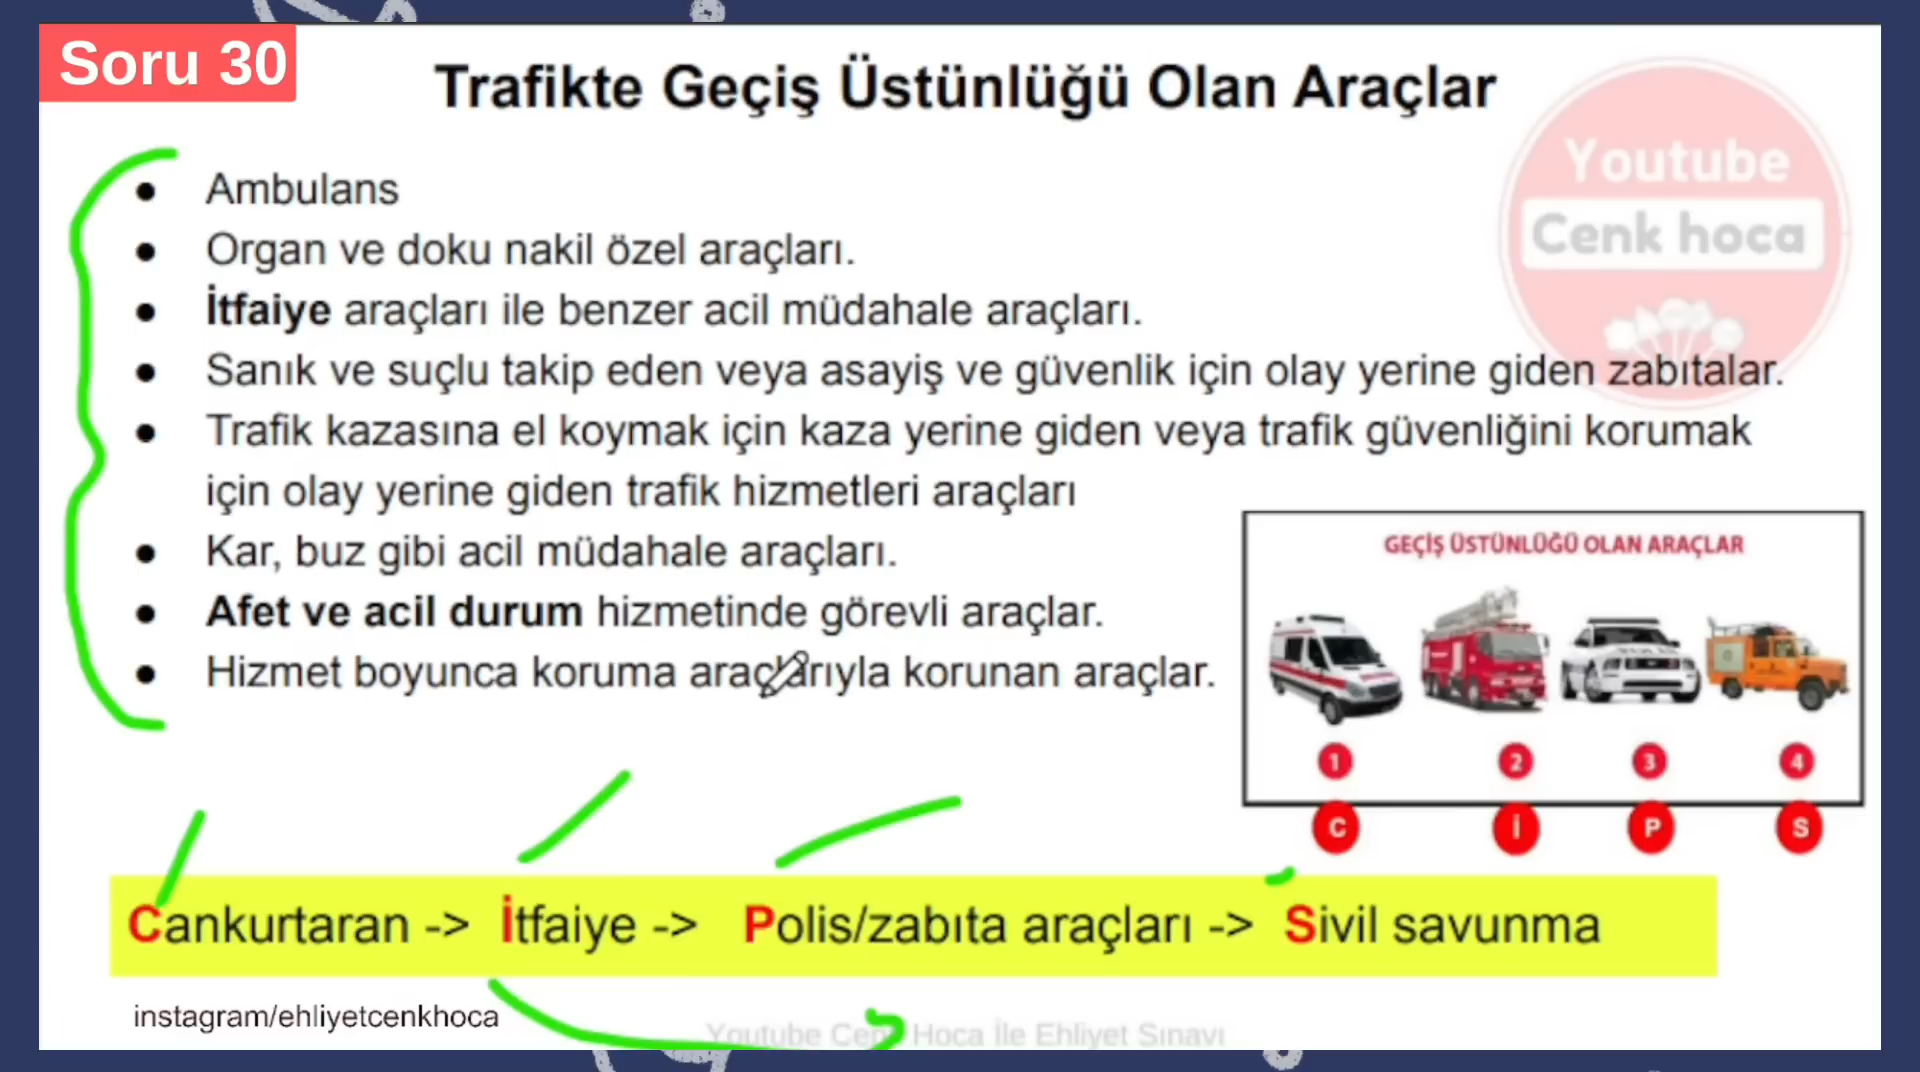 Soru 30
Trafikte Geçiş Üstünlüğü Olan Araçlar
Youtube
Cenk hoca
● Ambulans
● Organ ve doku nakil özel araçları.
● İtfaiye araçları ile benzer acil müdahale araçları.
● Sanık ve suçlu takip eden veya asayiş ve güvenlik için olay yerine giden zabıtalar.
● Trafik kazasına el koymak için kaza yerine giden veya trafik güvenliğini korumak
için olay yerine giden trafik hizmetleri araçları
● Kar, buz gibi acil müdahale araçları.
● Afet ve acil durum hizmetinde görevli araçlar.
● Hizmet boyunca koruma araçlarıyla korunan araçlar.
GEÇİŞ ÜSTÜNLÜĞÜ OLAN ARAÇLAR
1 2 3 4
C İ P S
Cankurtaran -> İtfaiye -> Polis/zabıta araçları -> Sivil savunma
instagram/ehliyetcenkhoca
Youtube Cenk Hoca İle Ehliyet Sınavı